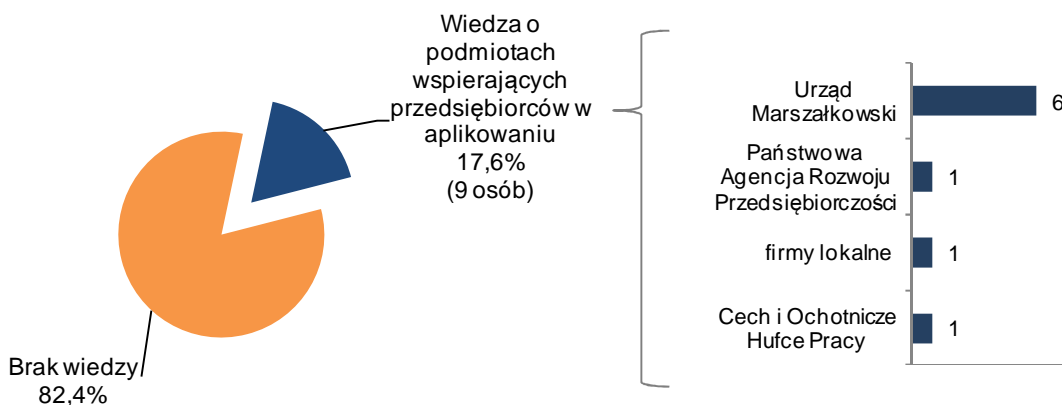 Wiedza o
podmiotach
wspierających
przedsiębiorców w
aplikowaniu
17,6%
(9 osób)
Brak wiedzy
82,4%
Urząd
Marszałkowski
6
Państwowa
Agencja Rozwoju
Przedsiębiorczości
1
firmy lokalne
1
Cech i Ochotnicze
Hufce Pracy
1